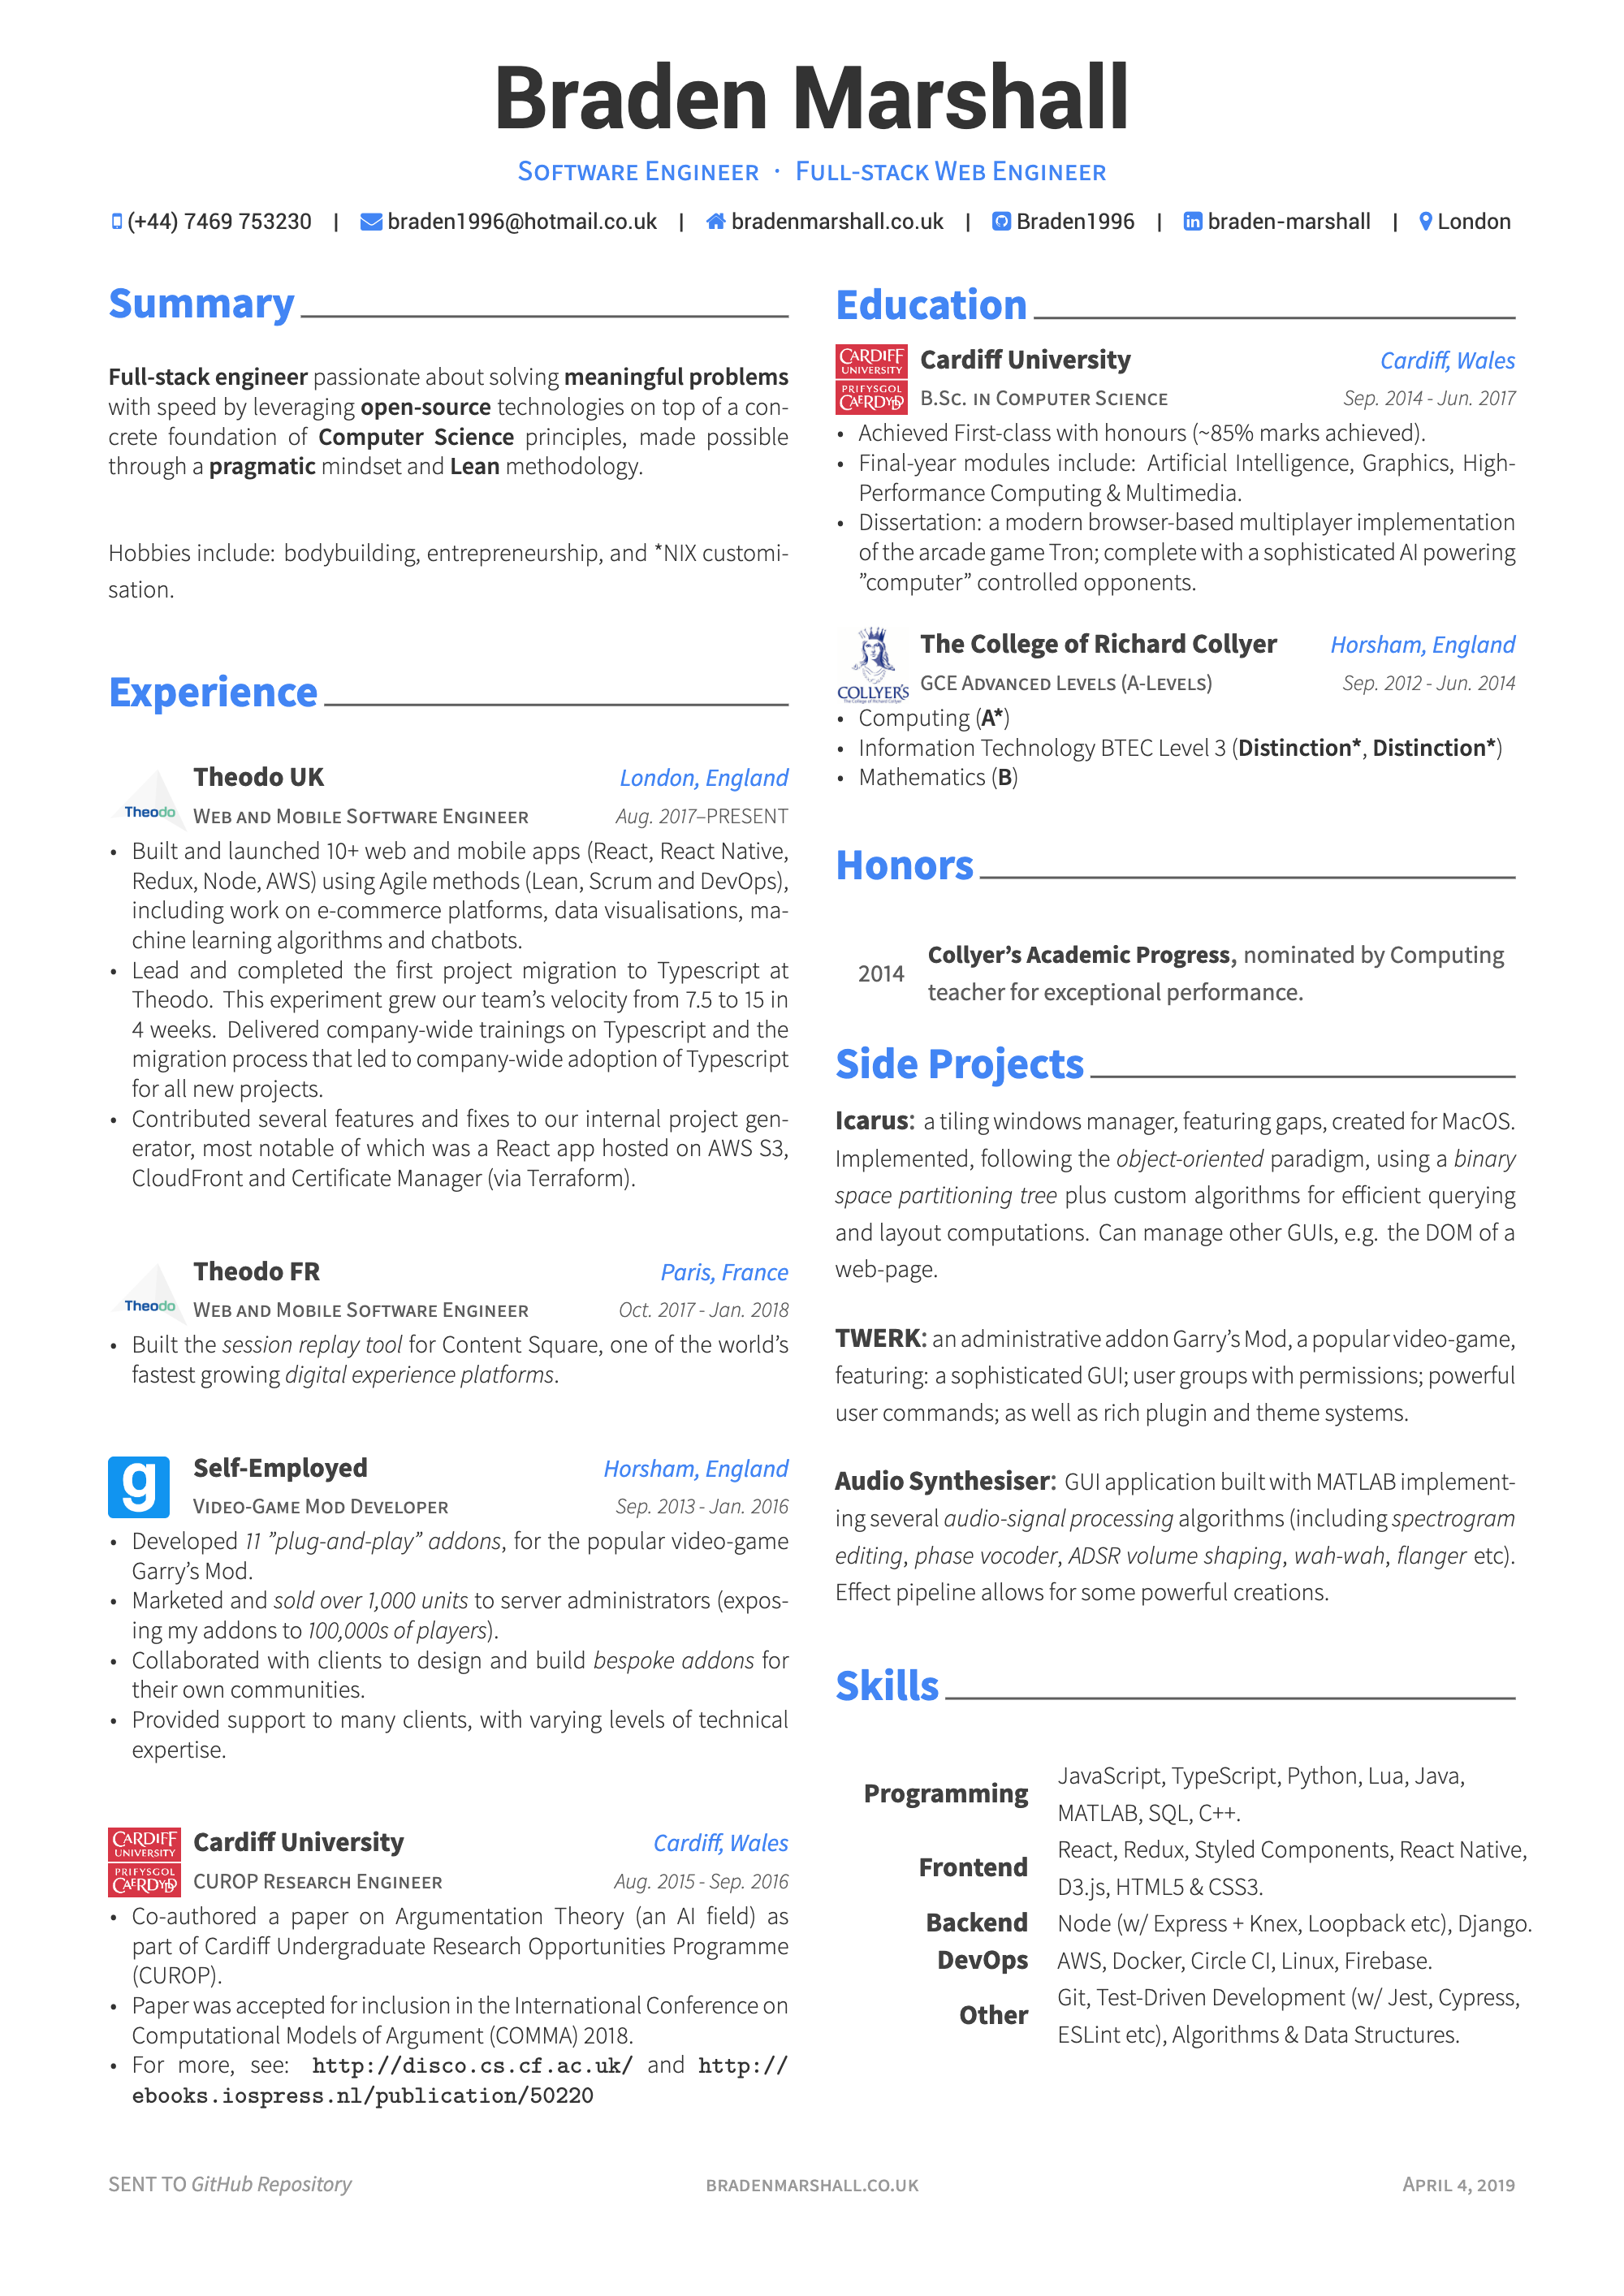 Braden Marshall
Software Engineer · Full-stack Web Engineer
(+44) 7469 753230 | braden1996@hotmail.co.uk | bradenmarshall.co.uk | Braden1996 | braden-marshall | London
Summary
Full-stack engineer passionate about solving meaningful problems
with speed by leveraging open-source technologies on top of a con-
crete foundation of Computer Science principles, made possible
through a pragmatic mindset and Lean methodology.
Hobbies include: bodybuilding, entrepreneurship, and *NIX customi-
sation.
Experience
Theodo
Theodo UK London, England
Web and Mobile Software Engineer Aug. 2017–PRESENT
• Built and launched 10+ web and mobile apps (React, React Native,
Redux, Node, AWS) using Agile methods (Lean, Scrum and DevOps),
including work on e-commerce platforms, data visualisations, ma-
chine learning algorithms and chatbots.
• Lead and completed the first project migration to Typescript at
Theodo. This experiment grew our team's velocity from 7.5 to 15 in
4 weeks. Delivered company-wide trainings on Typescript and the
migration process that led to company-wide adoption of Typescript
for all new projects.
• Contributed several features and fixes to our internal project gen-
erator, most notable of which was a React app hosted on AWS S3,
CloudFront and Certificate Manager (via Terraform).
Theodo
Theodo FR Paris, France
Web and Mobile Software Engineer Oct. 2017 - Jan. 2018
• Built the session replay tool for Content Square, one of the world's
fastest growing digital experience platforms.
g
Self-Employed Horsham, England
Video-Game Mod Developer Sep. 2013 - Jan. 2016
• Developed 11 ”plug-and-play” addons, for the popular video-game
Garry's Mod.
• Marketed and sold over 1,000 units to server administrators (expos-
ing my addons to 100,000s of players).
• Collaborated with clients to design and build bespoke addons for
their own communities.
• Provided support to many clients, with varying levels of technical
expertise.
CARDIFF
UNIVERSITY
PRIFYSGOL
CAERDYDD
Cardiff University Cardiff, Wales
CUROP Research Engineer Aug. 2015 - Sep. 2016
• Co-authored a paper on Argumentation Theory (an AI field) as
part of Cardiff Undergraduate Research Opportunities Programme
(CUROP).
• Paper was accepted for inclusion in the International Conference on
Computational Models of Argument (COMMA) 2018.
• For more, see: http://disco.cs.cf.ac.uk/ and http://
ebooks.iospress.nl/publication/50220
Education
CARDIFF
UNIVERSITY
PRIFYSGOL
CAERDYDD
Cardiff University Cardiff, Wales
B.Sc. in Computer Science Sep. 2014 - Jun. 2017
• Achieved First-class with honours (~85% marks achieved).
• Final-year modules include: Artificial Intelligence, Graphics, High-
Performance Computing & Multimedia.
• Dissertation: a modern browser-based multiplayer implementation
of the arcade game Tron; complete with a sophisticated AI powering
”computer” controlled opponents.
COLLYER'S
The College of Richard Collyer
The College of Richard Collyer Horsham, England
GCE Advanced Levels (A-Levels) Sep. 2012 - Jun. 2014
• Computing (A*)
• Information Technology BTEC Level 3 (Distinction*, Distinction*)
• Mathematics (B)
Honors
2014 Collyer's Academic Progress, nominated by Computing
teacher for exceptional performance.
Side Projects
Icarus: a tiling windows manager, featuring gaps, created for MacOS.
Implemented, following the object-oriented paradigm, using a binary
space partitioning tree plus custom algorithms for efficient querying
and layout computations. Can manage other GUIs, e.g. the DOM of a
web-page.
TWERK: an administrative addon Garry's Mod, a popular video-game,
featuring: a sophisticated GUI; user groups with permissions; powerful
user commands; as well as rich plugin and theme systems.
Audio Synthesiser: GUI application built with MATLAB implement-
ing several audio-signal processing algorithms (including spectrogram
editing, phase vocoder, ADSR volume shaping, wah-wah, flanger etc).
Effect pipeline allows for some powerful creations.
Skills
Programming JavaScript, TypeScript, Python, Lua, Java,
MATLAB, SQL, C++.
Frontend React, Redux, Styled Components, React Native,
D3.js, HTML5 & CSS3.
Backend Node (w/ Express + Knex, Loopback etc), Django.
DevOps AWS, Docker, Circle CI, Linux, Firebase.
Other Git, Test-Driven Development (w/ Jest, Cypress,
ESLint etc), Algorithms & Data Structures.
SENT TO GitHub Repository bradenmarshall.co.uk April 4, 2019